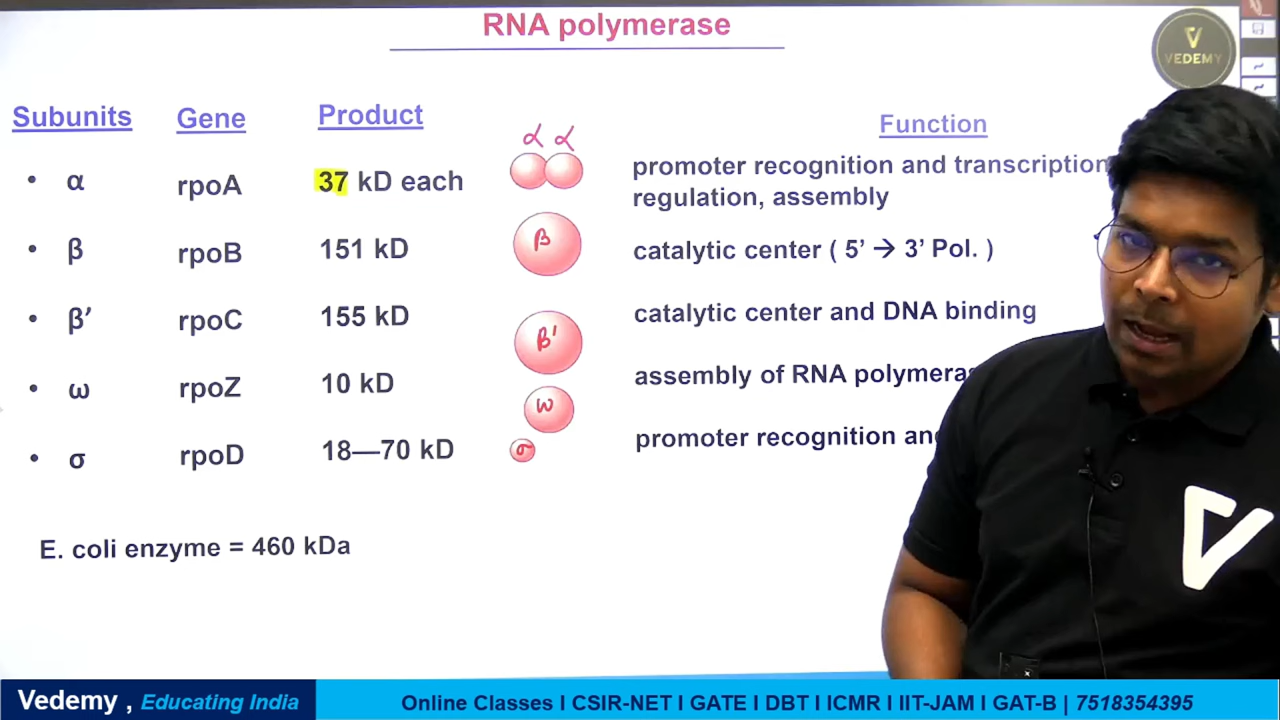 RNA polymerase
VEDEMY
Subunits Gene Product Function
α α
• α rpoA 37 kD each promoter recognition and transcription
regulation, assembly
• β rpoB 151 kD β catalytic center ( 5’ → 3’ Pol. )
• β’ rpoC 155 kD β' catalytic center and DNA binding
• ω rpoZ 10 kD ω assembly of RNA
• σ rpoD 18—70 kD σ promoter recognition
E. coli enzyme = 460 kDa
Vedemy , Educating India Online Classes I CSIR-NET I GATE I DBT I ICMR I IIT-JAM I GAT-B | 7518354395